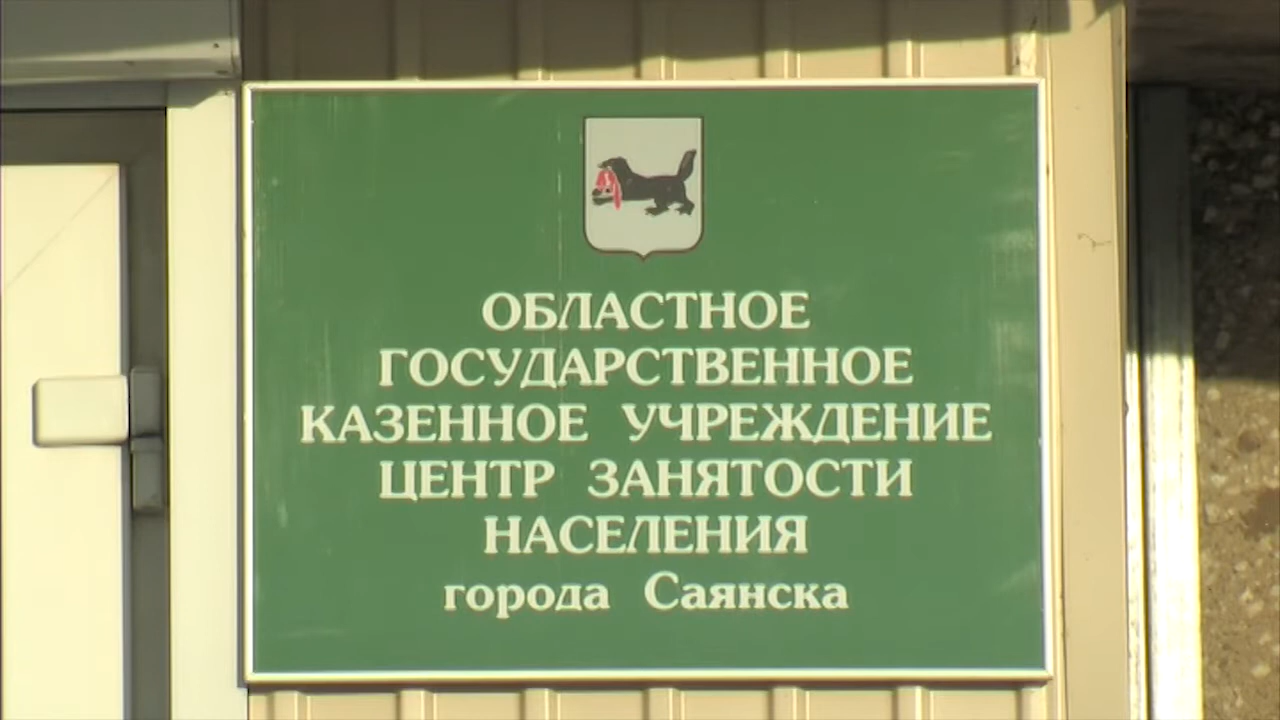 ОБЛАСТНОЕ
ГОСУДАРСТВЕННОЕ
КАЗЕННОЕ УЧРЕЖДЕНИЕ
ЦЕНТР ЗАНЯТОСТИ
НАСЕЛЕНИЯ
города Саянска